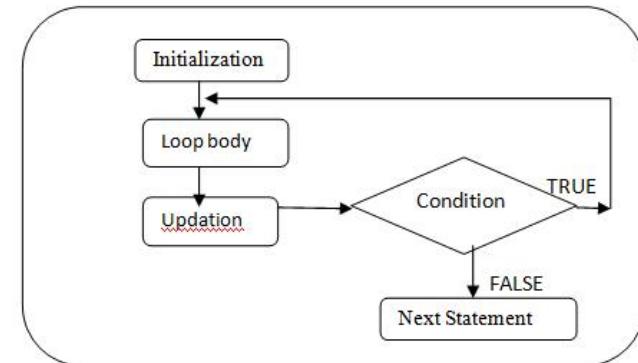 Initialization
Loop body
Updation
Condition
TRUE
FALSE
Next Statement